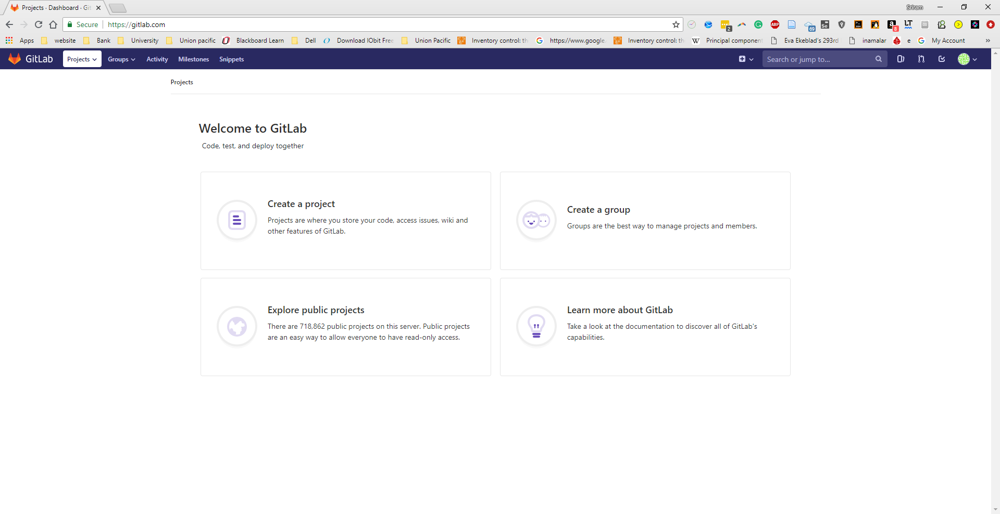 Projects · Dashboard · Git
Sriram
Secure
https://gitlab.com
Apps website Bank University Union pacific Blackboard Learn Dell Download IObit Free Union Pacific Inventory control: th https://www.google. Inventory control: th Principal component Eva Ekeblad's 293rd inamalar e My Account »
2 ABP 69 Se a 8 LT
GitLab Projects Groups Activity Milestones Snippets Search or jump to...
Projects
Welcome to GitLab
Code, test, and deploy together
Create a project
Projects are where you store your code, access issues, wiki and
other features of GitLab.
Create a group
Groups are the best way to manage projects and members.
Explore public projects
There are 718,862 public projects on this server. Public projects
are an easy way to allow everyone to have read-only access.
Learn more about GitLab
Take a look at the documentation to discover all of GitLab's
capabilities.